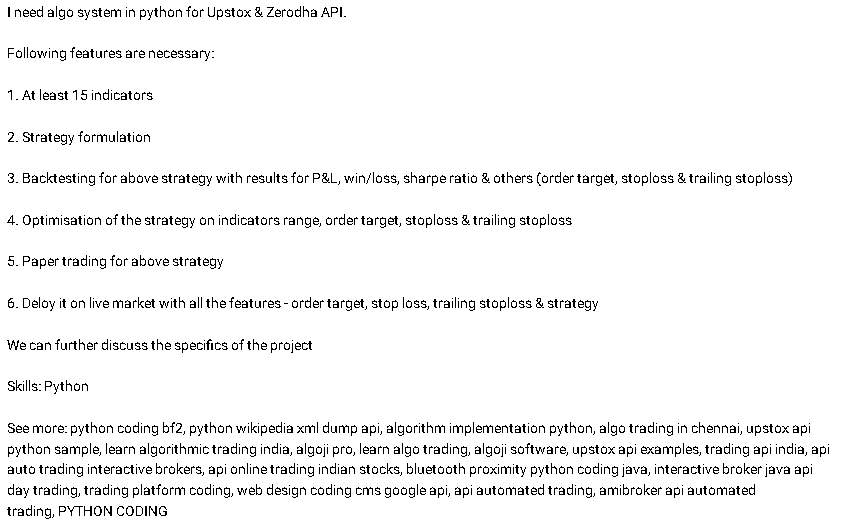 I need algo system in python for Upstox & Zerodha API.
Following features are necessary:
1. At least 15 indicators
2. Strategy formulation
3. Backtesting for above strategy with results for P&L, win/loss, sharpe ratio & others (order target, stoploss & trailing stoploss)
4. Optimisation of the strategy on indicators range, order target, stoploss & trailing stoploss
5. Paper trading for above strategy
6. Deloy it on live market with all the features - order target, stop loss, trailing stoploss & strategy
We can further discuss the specifics of the project
Skills: Python
See more: python coding bf2, python wikipedia xml dump api, algorithm implementation python, algo trading in chennai, upstox api
python sample, learn algorithmic trading india, algoji pro, learn algo trading, algoji software, upstox api examples, trading api india, api
auto trading interactive brokers, api online trading indian stocks, bluetooth proximity python coding java, interactive broker java api
day trading, trading platform coding, web design coding cms google api, api automated trading, amibroker api automated
trading, PYTHON CODING